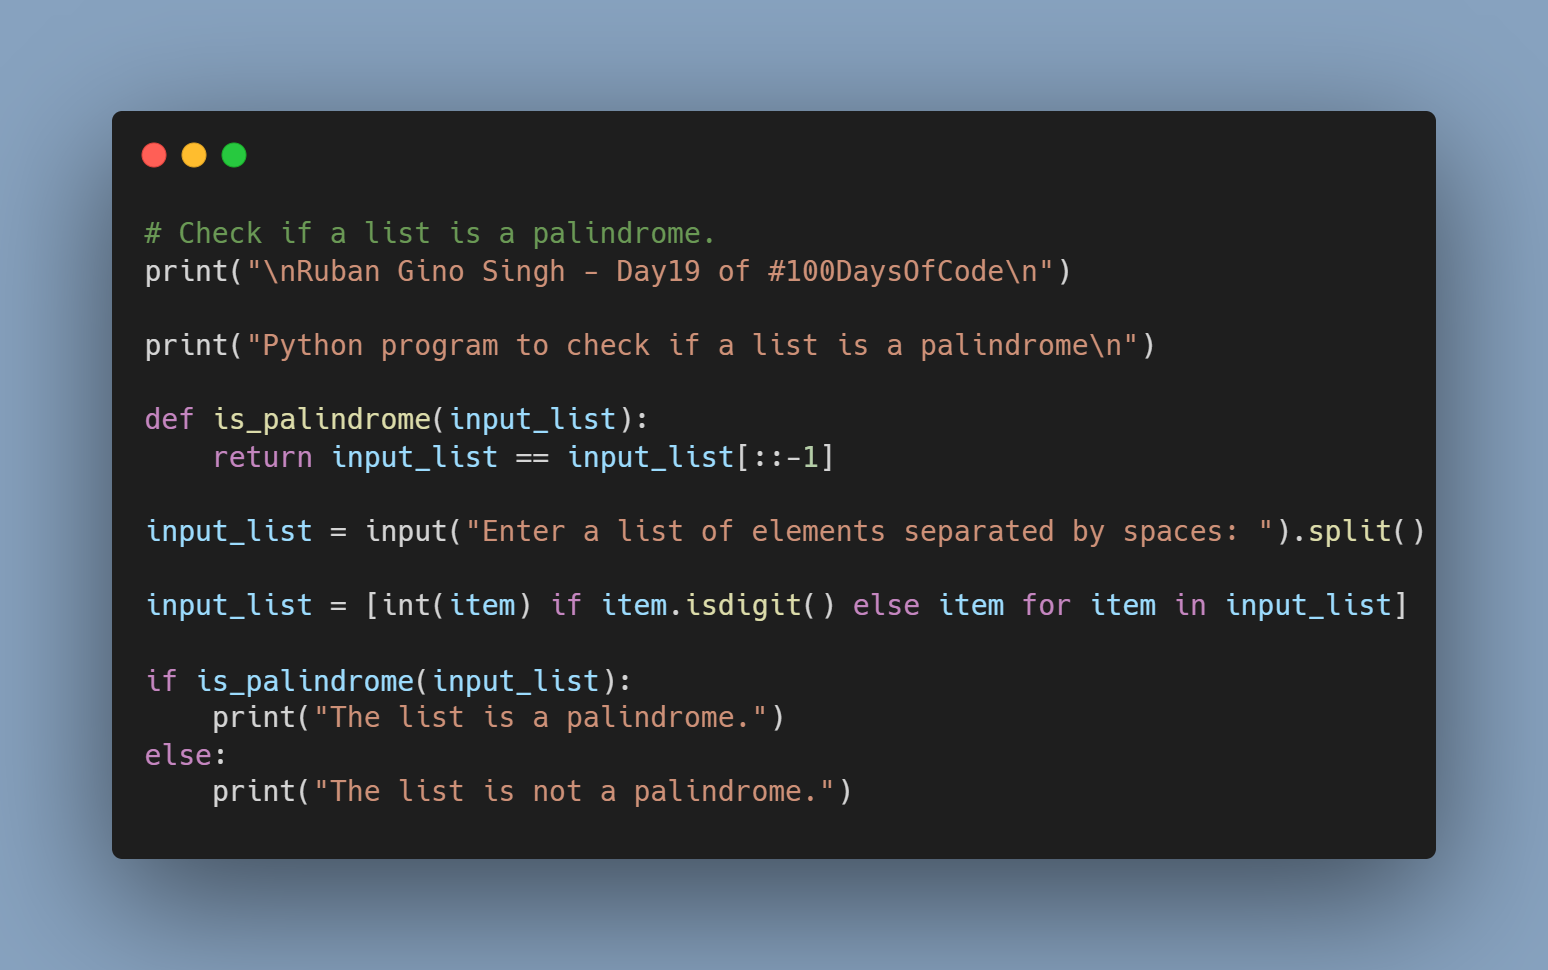 # Check if a list is a palindrome.
print("\nRuban Gino Singh - Day19 of #100DaysOfCode\n")
print("Python program to check if a list is a palindrome\n")
def is_palindrome(input_list):
    return input_list == input_list[::-1]
input_list = input("Enter a list of elements separated by spaces: ").split()
input_list = [int(item) if item.isdigit() else item for item in input_list]
if is_palindrome(input_list):
    print("The list is a palindrome.")
else:
    print("The list is not a palindrome.")